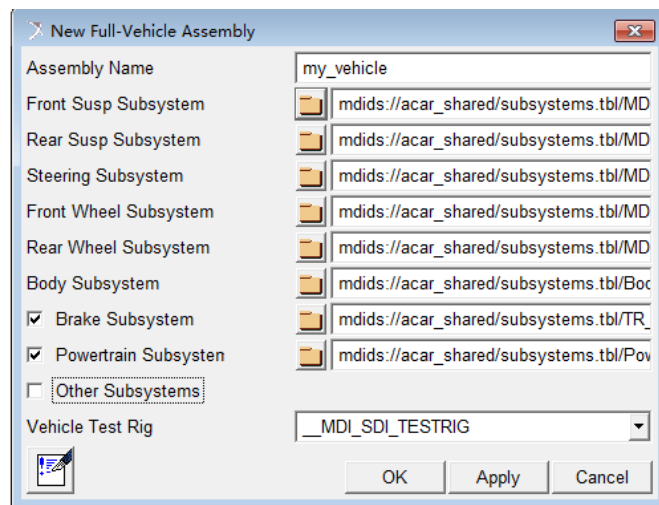 New Full-Vehicle Assembly
Assembly Name my_vehicle
Front Susp Subsystem mdids://acar_shared/subsystems.tbl/MD
Rear Susp Subsystem mdids://acar_shared/subsystems.tbl/MD
Steering Subsystem mdids://acar_shared/subsystems.tbl/MD
Front Wheel Subsystem mdids://acar_shared/subsystems.tbl/MD
Rear Wheel Subsystem mdids://acar_shared/subsystems.tbl/MD
Body Subsystem mdids://acar_shared/subsystems.tbl/Boc
Brake Subsystem mdids://acar_shared/subsystems.tbl/TR_
Powertrain Subsysten mdids://acar_shared/subsystems.tbl/Pov
Other Subsystems
Vehicle Test Rig __MDI_SDI_TESTRIG
OK Apply Cancel